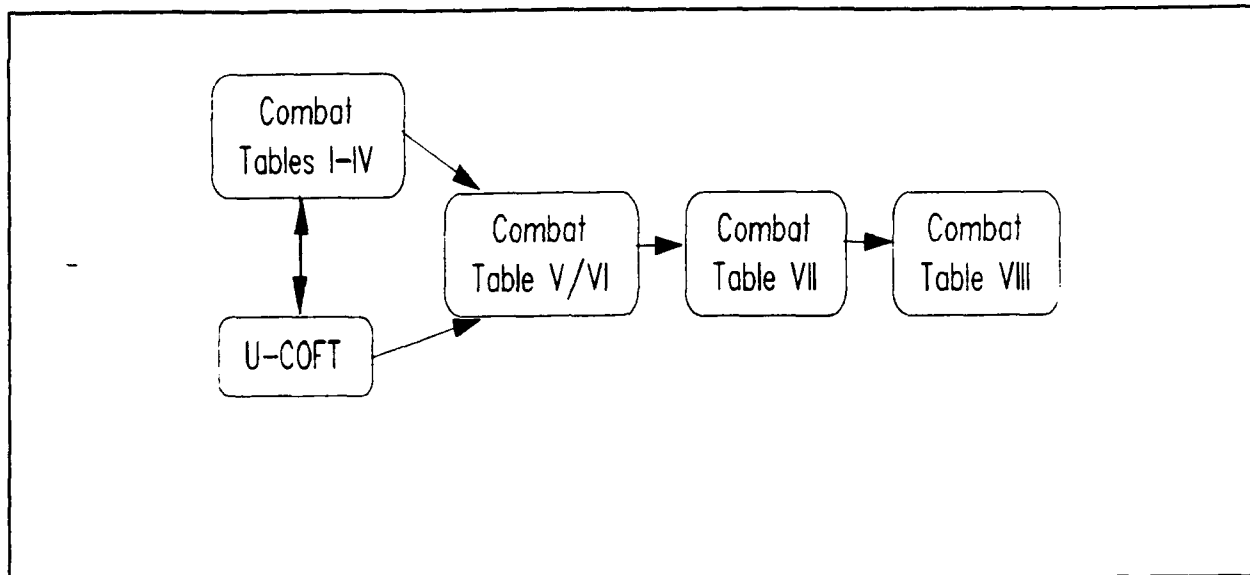 Combat
Tables I-IV
U-COFT
Combat
Table V/VI
Combat
Table VII
Combat
Table VIII